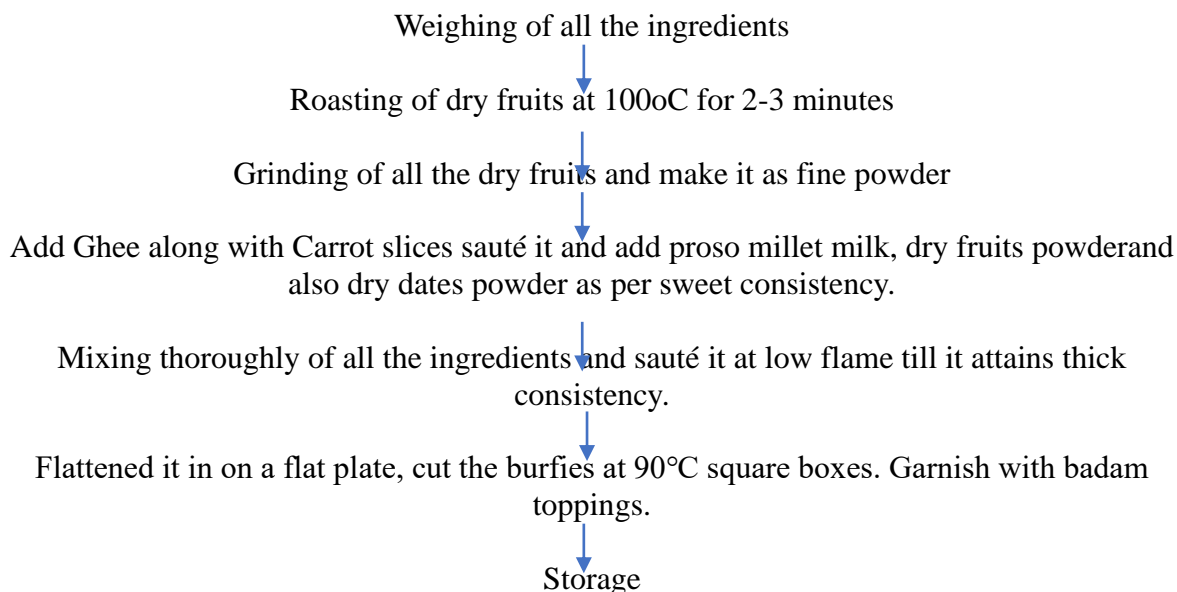 Weighing of all the ingredients
Roasting of dry fruits at 100oC for 2-3 minutes
Grinding of all the dry fruits and make it as fine powder
Add Ghee along with Carrot slices sauté it and add proso millet milk, dry fruits powderand
also dry dates powder as per sweet consistency.
Mixing thoroughly of all the ingredients and sauté it at low flame till it attains thick
consistency.
Flattened it in on a flat plate, cut the burfies at 90°C square boxes. Garnish with badam
toppings.
Storage